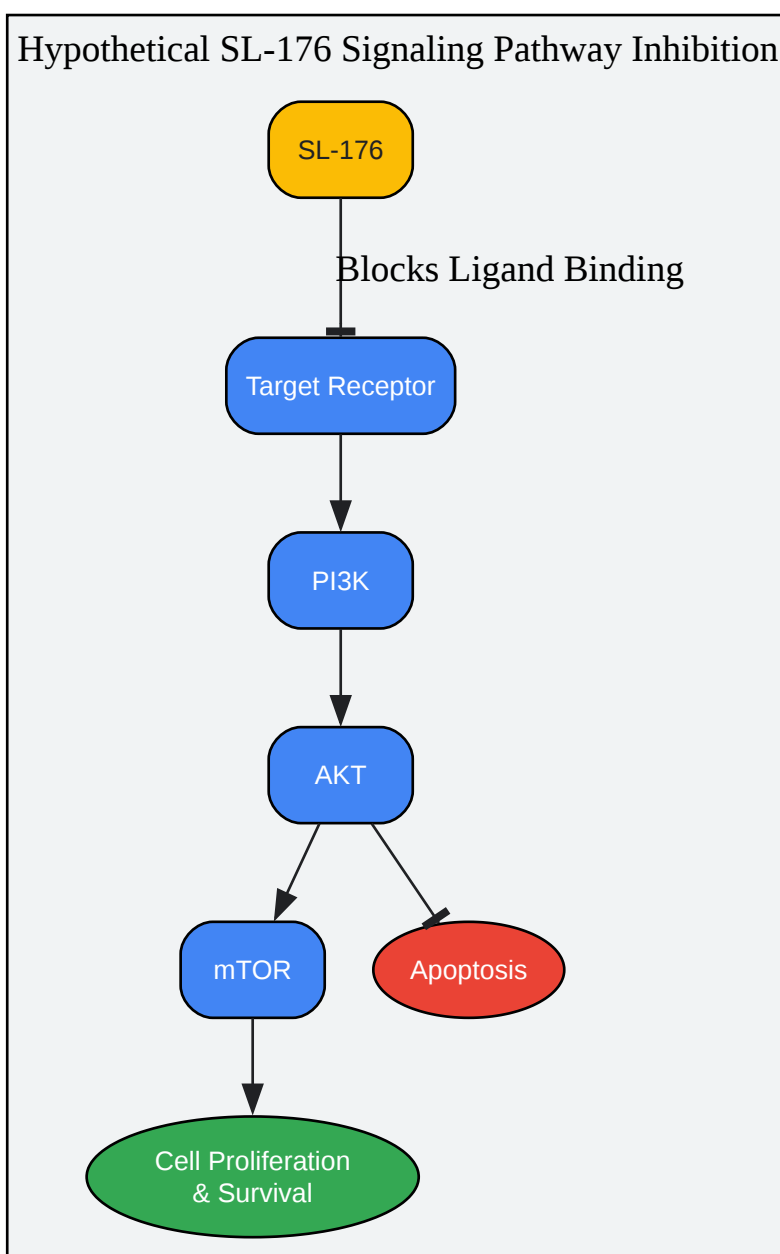 Hypothetical SL-176 Signaling Pathway Inhibition
SL-176
Blocks Ligand Binding
Target Receptor
PI3K
AKT
mTOR
Apoptosis
Cell Proliferation
& Survival